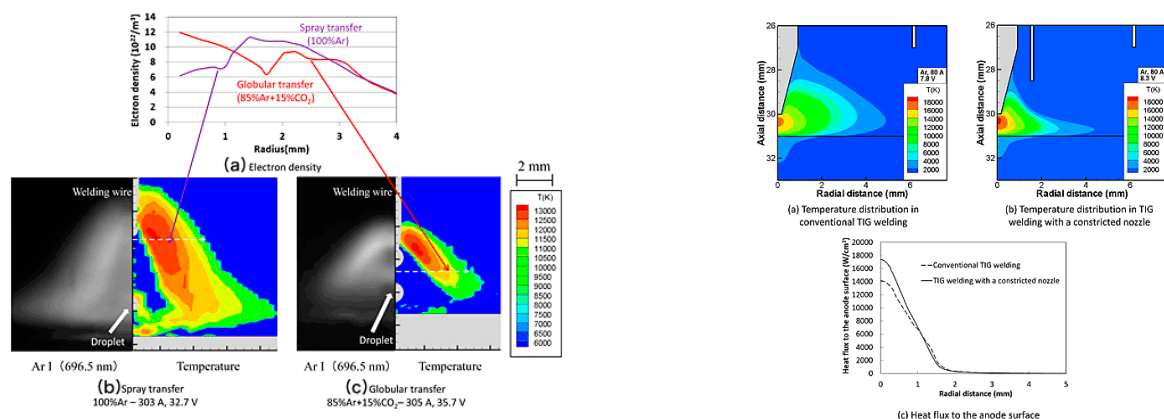 Elctron density (10²²/m³)
14
12
10
8
6
4
2
0
Spray transfer
(100%Ar)
Globular transfer
(85%Ar+15%CO₂)
0 1 2 3 4
Radius(mm)
(a) Electron density
2 mm
Welding wire
Droplet
Ar I (696.5 nm) Temperature
(b) Spray transfer
100%Ar – 303 A, 32.7 V
Welding wire
Droplet
Ar I (696.5 nm) Temperature
(c) Globular transfer
85%Ar+15%CO₂– 305 A, 35.7 V
T(K)
13000
12500
12000
11500
11000
10500
10000
9500
9000
8500
8000
7500
7000
6500
6000
Axial distance (mm)
26
28
30
32
Ar, 80 A
7.8 V
T(K)
18000
16000
14000
12000
10000
8000
6000
4000
2000
0 2 4 6
Radial distance (mm)
(a) Temperature distribution in
conventional TIG welding
Axial distance (mm)
26
28
30
32
Ar, 80 A
8.3 V
T(K)
18000
16000
14000
12000
10000
8000
6000
4000
2000
0 2 4 6
Radial distance (mm)
(b) Temperature distribution in TIG
welding with a constricted nozzle
Heat flux to the anode surface (W/cm²)
20000
18000
16000
14000
12000
10000
8000
6000
4000
2000
0
Conventional TIG welding
TIG welding with a constricted nozzle
0 1 2 3 4 5
Radial distance (mm)
(c) Heat flux to the anode surface